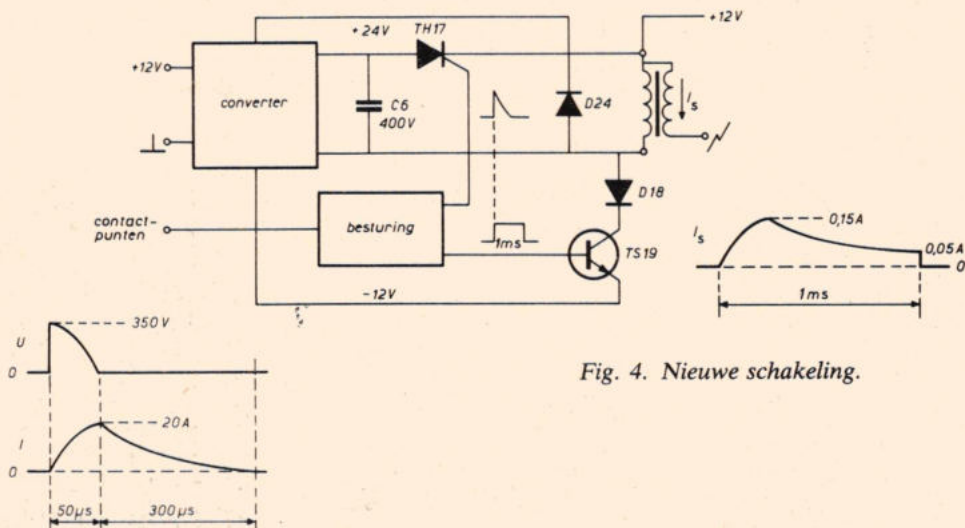 +24V
TH17
+12V
+12V
converter
C6
400V
D24
Is
D18
contact-
punten
besturing
1ms
TS19
-12V
Is
0,15A
0,05A
0
1ms
350V
U
0
20A
I
0
50µs
300µs
Fig. 4. Nieuwe schakeling.